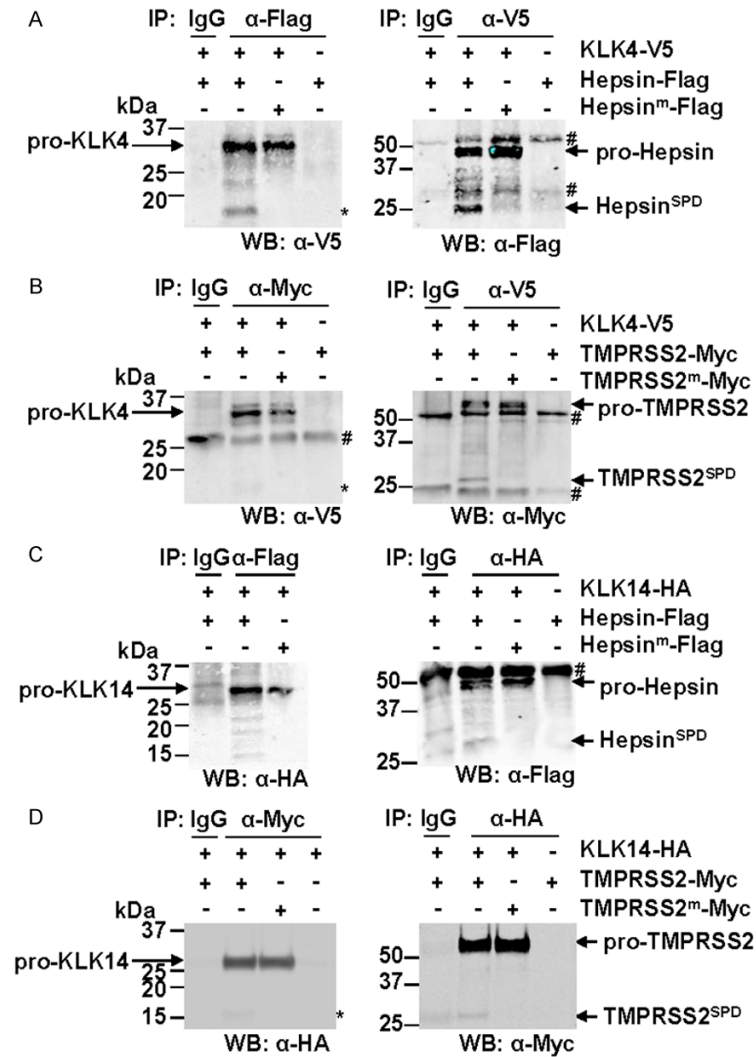 A
IP: IgG α-Flag
+ + + -
+ + - +
- - + -
kDa
37
pro-KLK4
25
20
*
WB: α-V5
IP: IgG α-V5
+ + + - KLK4-V5
+ + - + Hepsin-Flag
- - + - Hepsinᵐ-Flag
#
50
pro-Hepsin
37
#
25
HepsinSPD
WB: α-Flag
B
IP: IgG α-Myc
+ + + -
+ + - +
- - + -
kDa
37
pro-KLK4
25
#
20
*
WB: α-V5
IP: IgG α-V5
+ + + - KLK4-V5
+ + - + TMPRSS2-Myc
- - + - TMPRSS2ᵐ-Myc
pro-TMPRSS2
50
#
37
TMPRSS2SPD
25
#
WB: α-Myc
C
IP: IgG α-Flag
+ + +
+ + -
- - +
kDa
37
pro-KLK14
25
20
15
WB: α-HA
IP: IgG α-HA
+ + + - KLK14-HA
+ + - + Hepsin-Flag
- - + - Hepsinᵐ-Flag
#
50
pro-Hepsin
37
HepsinSPD
25
WB: α-Flag
D
IP: IgG α-Myc
+ + + +
+ + - -
- - + -
kDa
37
pro-KLK14
25
20
15
*
WB: α-HA
IP: IgG α-HA
+ + + - KLK14-HA
+ + - + TMPRSS2-Myc
- - + - TMPRSS2ᵐ-Myc
pro-TMPRSS2
50
37
TMPRSS2SPD
25
WB: α-Myc